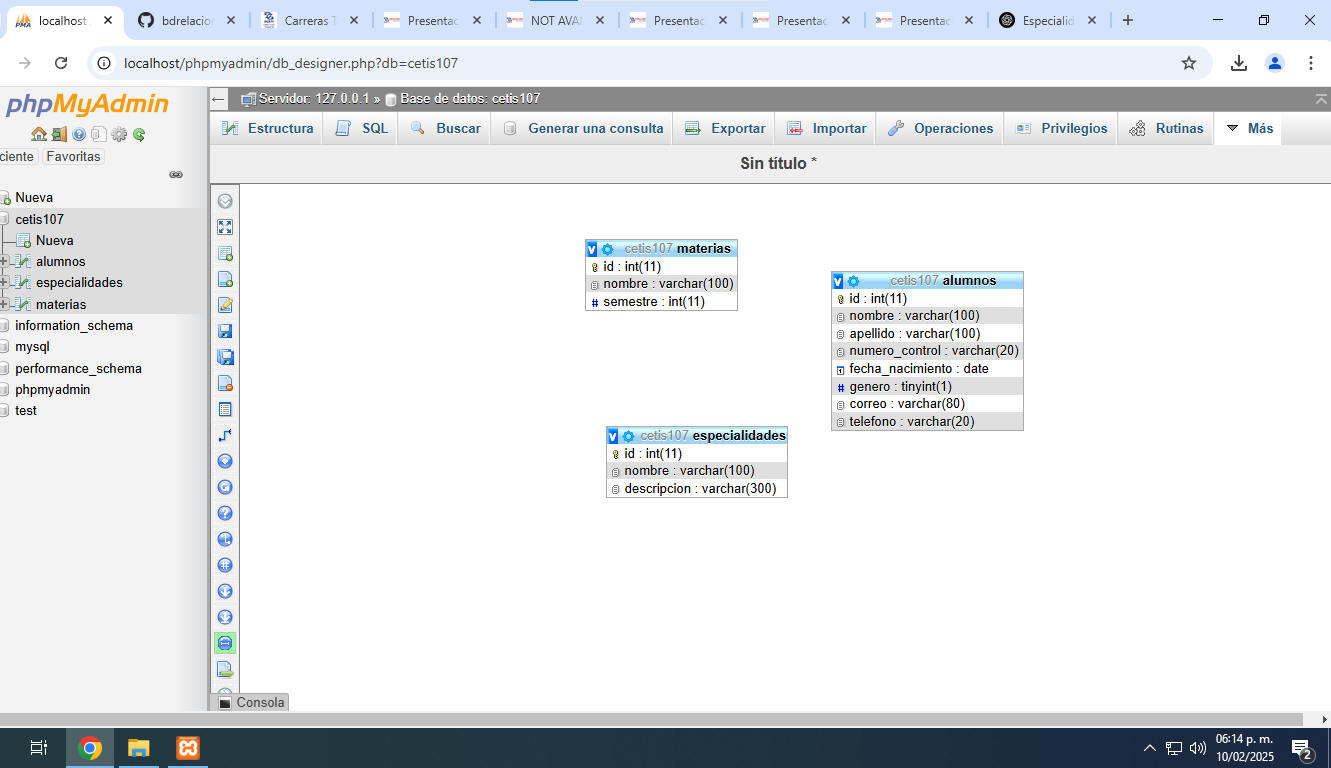 localhost
bdrelacio
Carreras T
Presentac
NOT AVAI
Presentac
Presentac
Presentac
Especialid
localhost/phpmyadmin/db_designer.php?db=cetis107
phpMyAdmin
ciente
Favoritas
Nueva
cetis107
Nueva
alumnos
especialidades
materias
information_schema
mysql
performance_schema
phpmyadmin
test
Servidor: 127.0.0.1 » Base de datos: cetis107
Estructura
SQL
Buscar
Generar una consulta
Exportar
Importar
Operaciones
Privilegios
Rutinas
Más
Sin título *
cetis107 materias
id : int(11)
nombre : varchar(100)
# semestre : int(11)
cetis107 alumnos
id : int(11)
nombre : varchar(100)
apellido : varchar(100)
numero_control : varchar(20)
fecha_nacimiento : date
# genero : tinyint(1)
correo : varchar(80)
telefono : varchar(20)
cetis107 especialidades
id : int(11)
nombre : varchar(100)
descripcion : varchar(300)
Consola
06:14 p. m.
10/02/2025
2